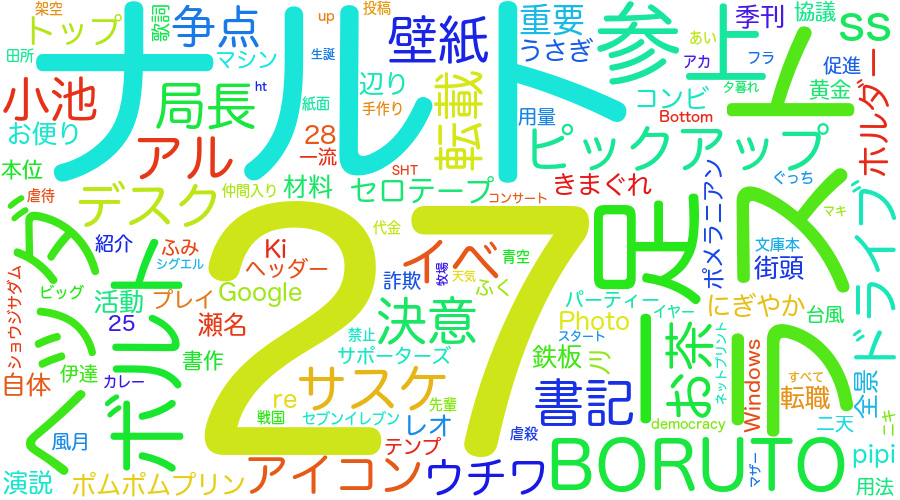 架空
トップ
歌詞
争点
up
投稿
重要
季刊
協議
SS
田所
マシン
生誕
壁紙
うさぎ
参上
あい
アカ
フラ
促進
ホルダー
ナルト
小池
局長
ht
辺り
転載
コンビ
夕暮れ
黄金
お便り
アル
紙面
手作り
用量
Bottom
28
一流
ピックアップ
本位
SHT
デスク
仲間入り
材料
セロテープ
きまぐれ
ポメラニアン
ぐっち
虐待
コンサート
ヘッダ
紹介
ボルト
ふみ
シグエル
Ki
ヘッダー
代金
27
イベ
青空
足
スト
ラ
マキ
文庫本
街頭
ドライブ
ショウジサダム
ビッグ
活動
プレイ
Google
詐欺
牧場
天気
ふく
パーティー
イヤー
にぎやか
台風
25
瀬名
禁止
決意
Photo
スタート
お茶
ネットプリント
Windows
全景
自体
伊達
カレー
書作
サポーターズ
鉄板
ツ
すべて
転職
re
サスケ
先輩
書記
風月
戦国
セブンイレブン
レオ
虐殺
democracy
二天
ニキ
テンプ
演説
ポムポムプリン
アイコン
ウチワ
BORUTO
マザー
pipi
用法